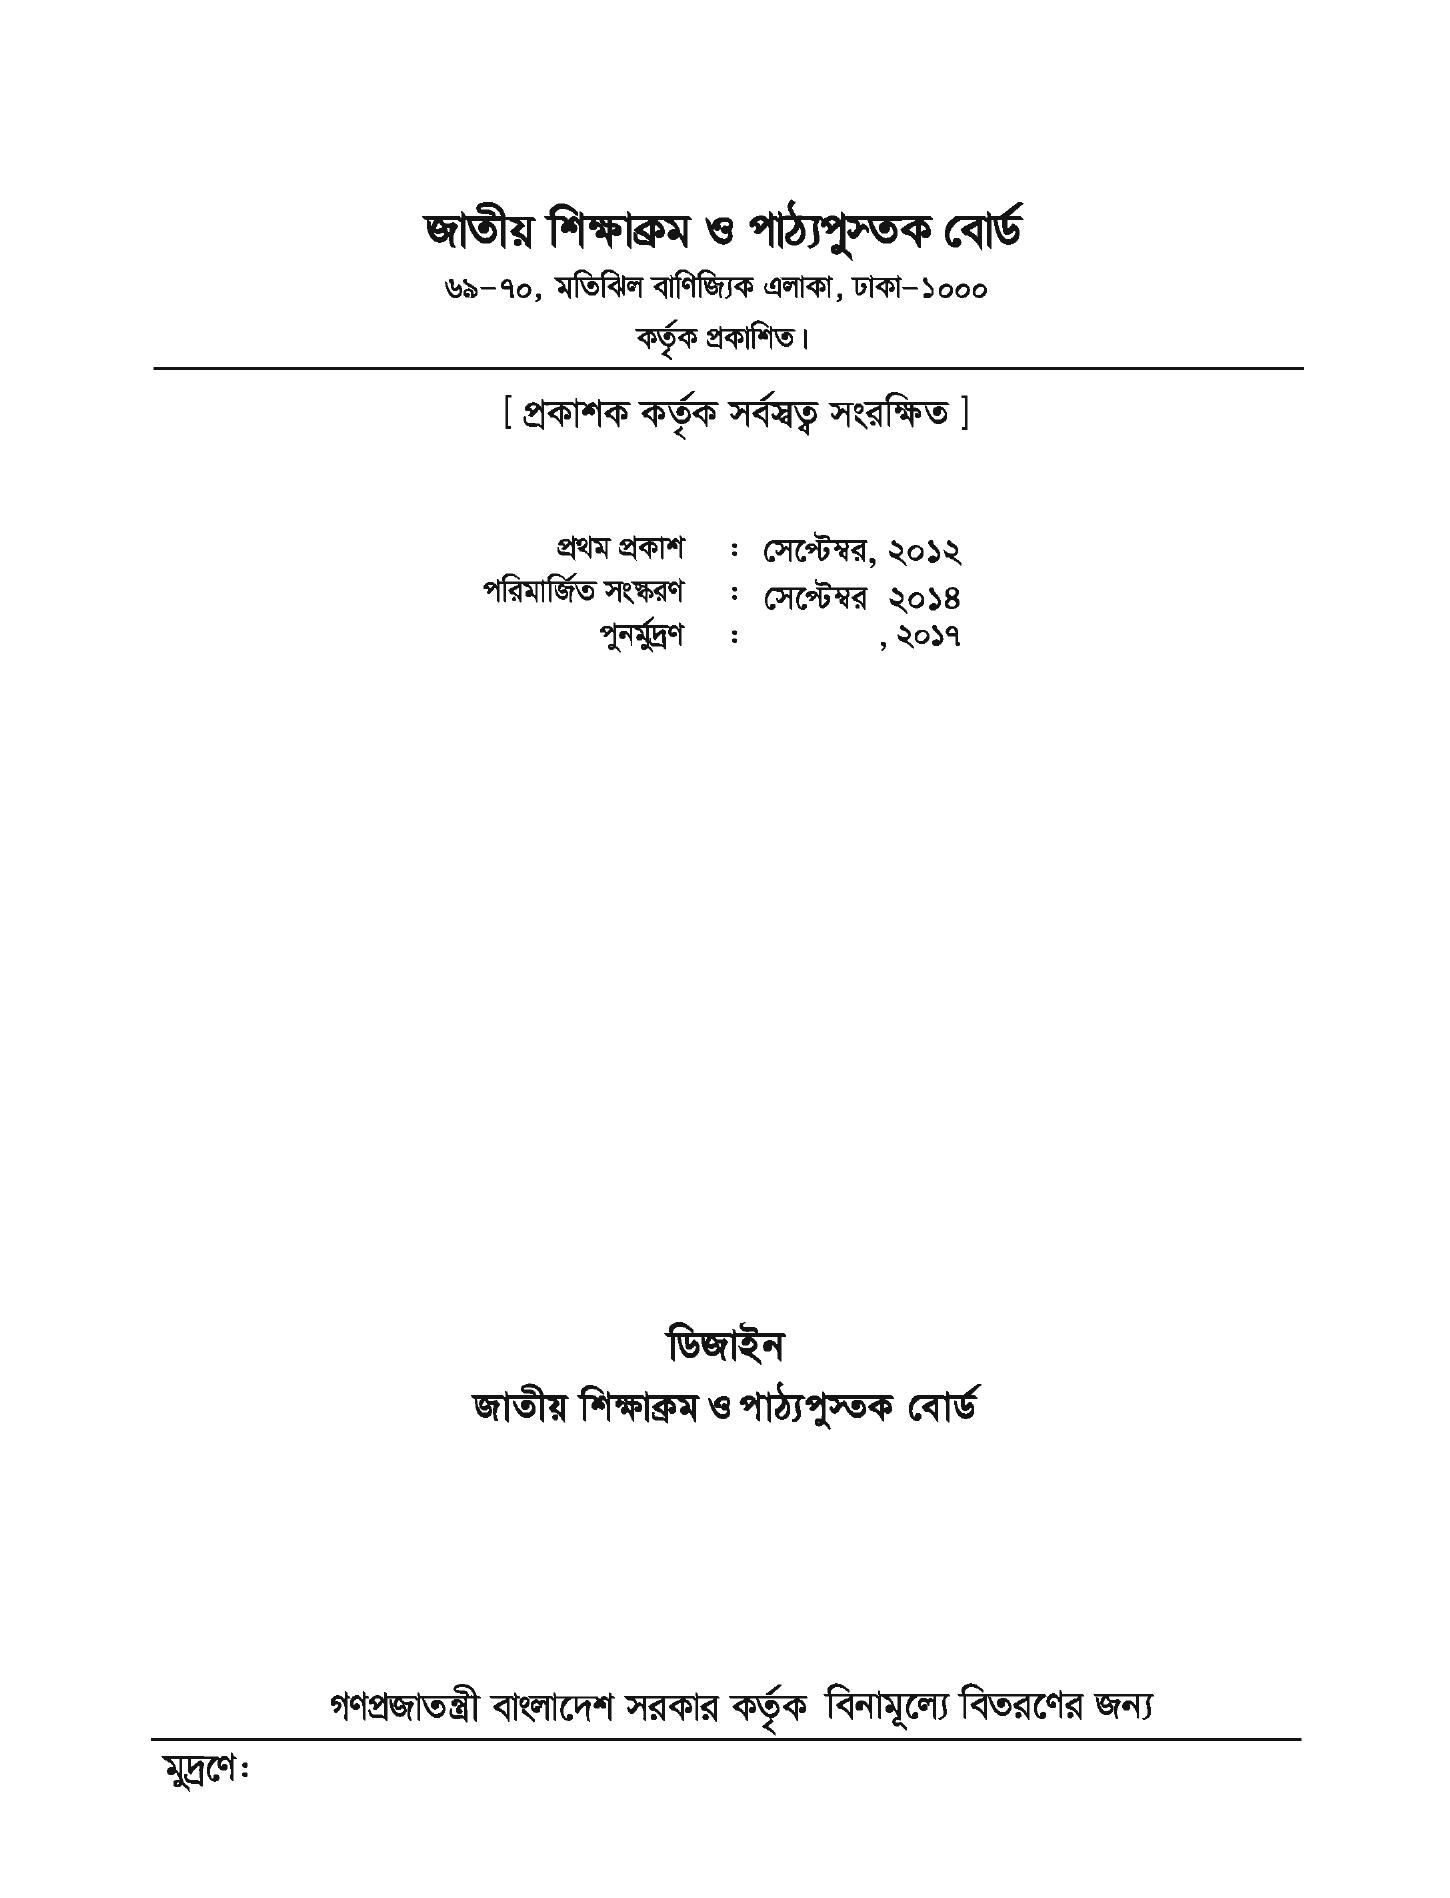 জাতীয় শিক্ষাক্রম ও পাঠ্যপুস্তক বোর্ড
৬৯–৭০, মতিঝিল বাণিজ্যিক এলাকা, ঢাকা–১০০০
কর্তৃক প্রকাশিত।
[ প্রকাশক কর্তৃক সর্বস্বত্ব সংরক্ষিত ]
প্রথম প্রকাশ : সেপ্টেম্বর, ২০১২
পরিমার্জিত সংস্করণ : সেপ্টেম্বর ২০১৪
পুনর্মুদ্রণ : , ২০১৭
ডিজাইন
জাতীয় শিক্ষাক্রম ও পাঠ্যপুস্তক বোর্ড
গণপ্রজাতন্ত্রী বাংলাদেশ সরকার কর্তৃক বিনামূল্যে বিতরণের জন্য
মুদ্রণে: